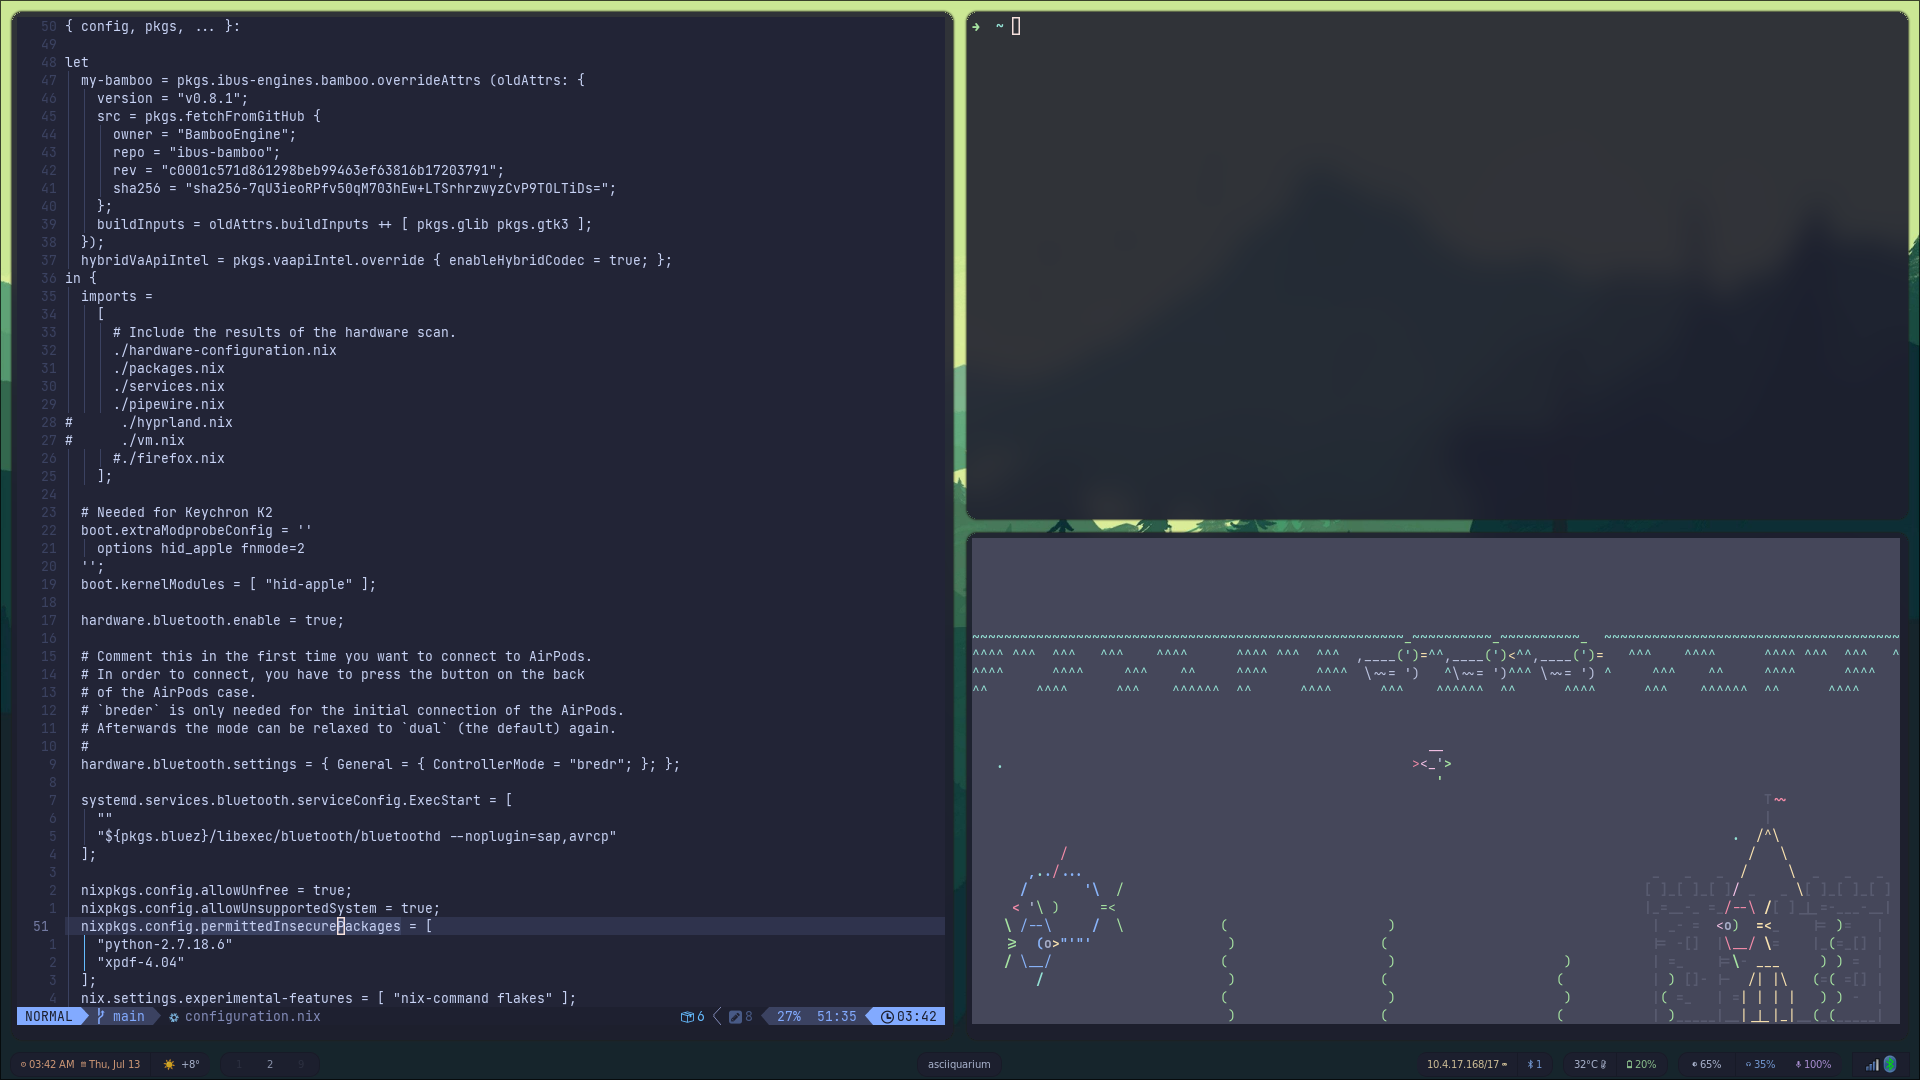 50 { config, pkgs, ... }:
49
48 let
47   my-bamboo = pkgs.ibus-engines.bamboo.overrideAttrs (oldAttrs: {
46     version = "v0.8.1";
45     src = pkgs.fetchFromGitHub {
44       owner = "BambooEngine";
43       repo = "ibus-bamboo";
42       rev = "c0001c571d861298beb99463ef63816b17203791";
41       sha256 = "sha256-7qU3ieoRPfv50qM703hEw+LTSrhrzwyzCvP9TOLTiDs=";
40     };
39     buildInputs = oldAttrs.buildInputs ++ [ pkgs.glib pkgs.gtk3 ];
38   });
37   hybridVaApiIntel = pkgs.vaapiIntel.override { enableHybridCodec = true; };
36 in {
35   imports =
34     [
33       # Include the results of the hardware scan.
32       ./hardware-configuration.nix
31       ./packages.nix
30       ./services.nix
29       ./pipewire.nix
28 #      ./hyprland.nix
27 #      ./vm.nix
26       #./firefox.nix
25     ];
24
23   # Needed for Keychron K2
22   boot.extraModprobeConfig = ''
21     options hid_apple fnmode=2
20   '';
19   boot.kernelModules = [ "hid-apple" ];
18
17   hardware.bluetooth.enable = true;
16
15   # Comment this in the first time you want to connect to AirPods.
14   # In order to connect, you have to press the button on the back
13   # of the AirPods case.
12   # `breder` is only needed for the initial connection of the AirPods.
11   # Afterwards the mode can be relaxed to `dual` (the default) again.
10   #
9   hardware.bluetooth.settings = { General = { ControllerMode = "bredr"; }; };
8
7   systemd.services.bluetooth.serviceConfig.ExecStart = [
6     ""
5     "${pkgs.bluez}/libexec/bluetooth/bluetoothd --noplugin=sap,avrcp"
4   ];
3
2   nixpkgs.config.allowUnfree = true;
1   nixpkgs.config.allowUnsupportedSystem = true;
51   nixpkgs.config.permittedInsecurePackages = [
1     "python-2.7.18.6"
2     "xpdf-4.04"
3   ];
4   nix.settings.experimental-features = [ "nix-command flakes" ];
NORMAL main configuration.nix 6 8 27% 51:35 03:42
→ ~
03:42 AM Thu, Jul 13 +8° 1 2 9 asciiquarium 10.4.17.168/17 1 32°C 20% 65% 35% 100%